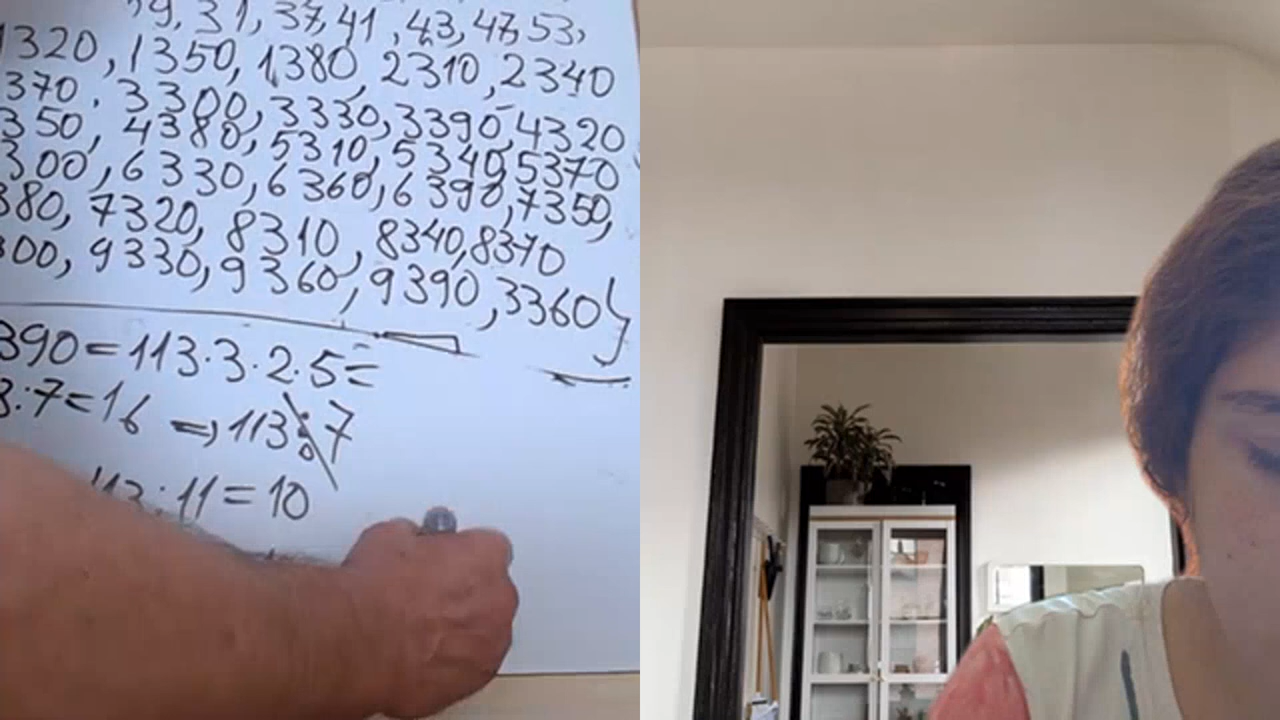 9, 31, 37, 41, 43, 47, 53,
1320, 1350, 1380, 2310, 2340
370, 3300, 3330, 3390, 4320
350, 4380, 5310, 5340, 5370
300, 6330, 6360, 6390, 7350,
380, 7320, 8310, 8340, 8370
300, 9330, 9360, 9390, 3360}
390 = 113·3·2·5 =
3:7=16 => 113⋮7
113:11 = 10